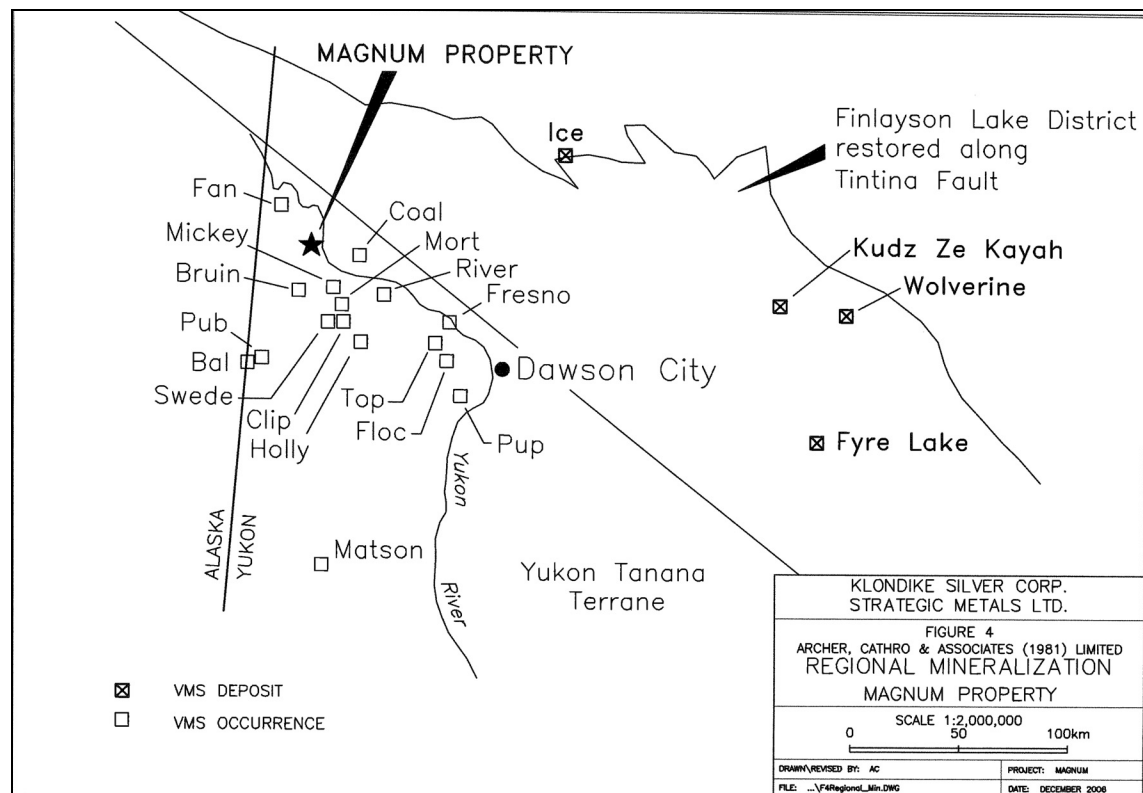 MAGNUM PROPERTY
Ice
Finlayson Lake District
restored along
Tintina Fault
Fan
Coal
Mickey
Mort
Bruin
River
Kudz Ze Kayah
Fresno
Wolverine
Pub
Bal
Dawson City
Swede
Top
Clip
Floc
Holly
Pup
Fyre Lake
Yukon
River
ALASKA
YUKON
Matson
Yukon Tanana
Terrane
VMS DEPOSIT
VMS OCCURRENCE
KLONDIKE SILVER CORP.
STRATEGIC METALS LTD.
FIGURE 4
ARCHER, CATHRO & ASSOCIATES (1981) LIMITED
REGIONAL MINERALIZATION
MAGNUM PROPERTY
SCALE 1:2,000,000
0 50 100km
DRAWN\REVISED BY: AC PROJECT: MAGNUM
FILE: ...\F4Regional_Min.DWG DATE: DECEMBER 2006